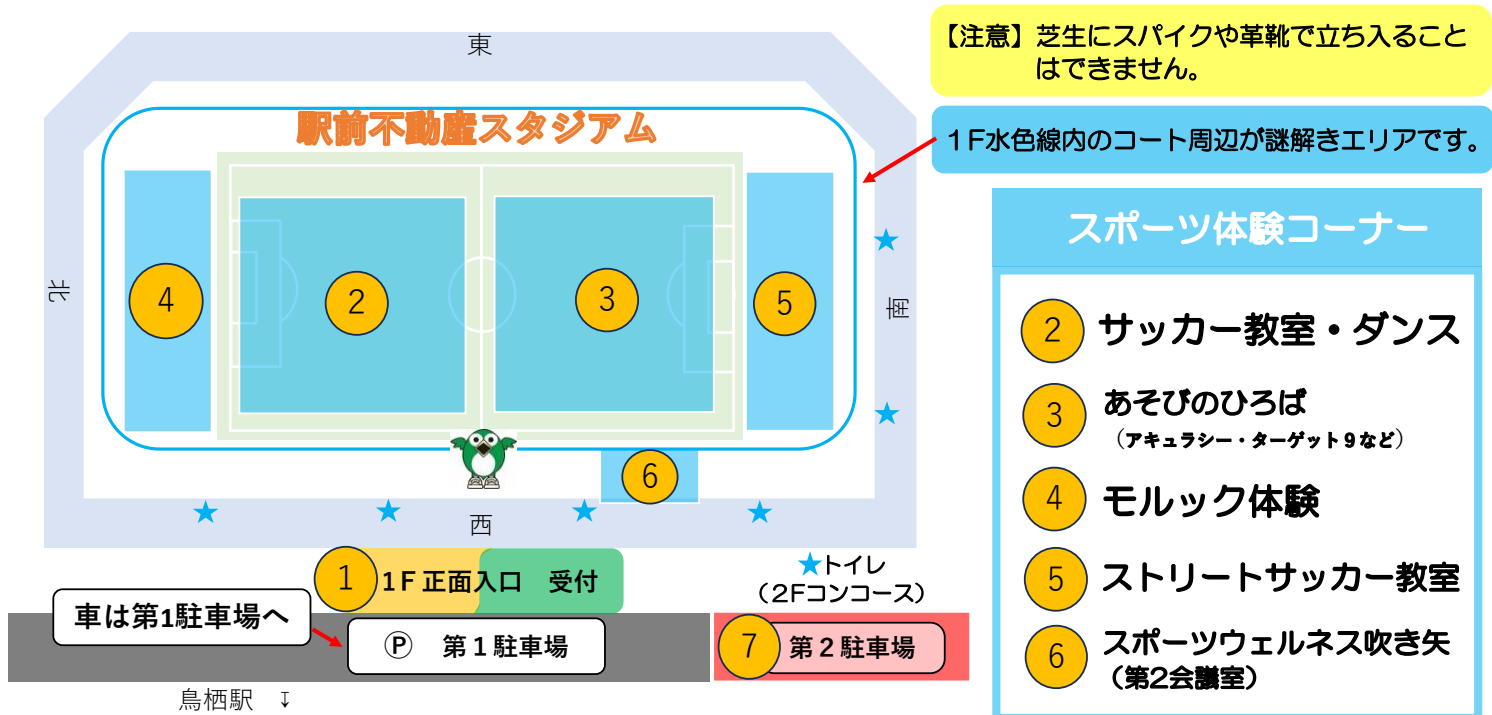 東
【注意】芝生にスパイクや革靴で立ち入ること
はできません。
駅前不動産スタジアム
1F水色線内のコート周辺が謎解きエリアです。
スポーツ体験コーナー
北
4
2
3
5
南
2 サッカー教室・ダンス
3 あそびのひろば
（アキュラシー・ターゲット９など）
4 モルック体験
5 ストリートサッカー教室
6 スポーツウェルネス吹き矢
（第2会議室）
6
西
1 1F正面入口 受付
★トイレ
（2Fコンコース）
車は第1駐車場へ
Ⓟ 第１駐車場
7 第２駐車場
鳥栖駅 ↧